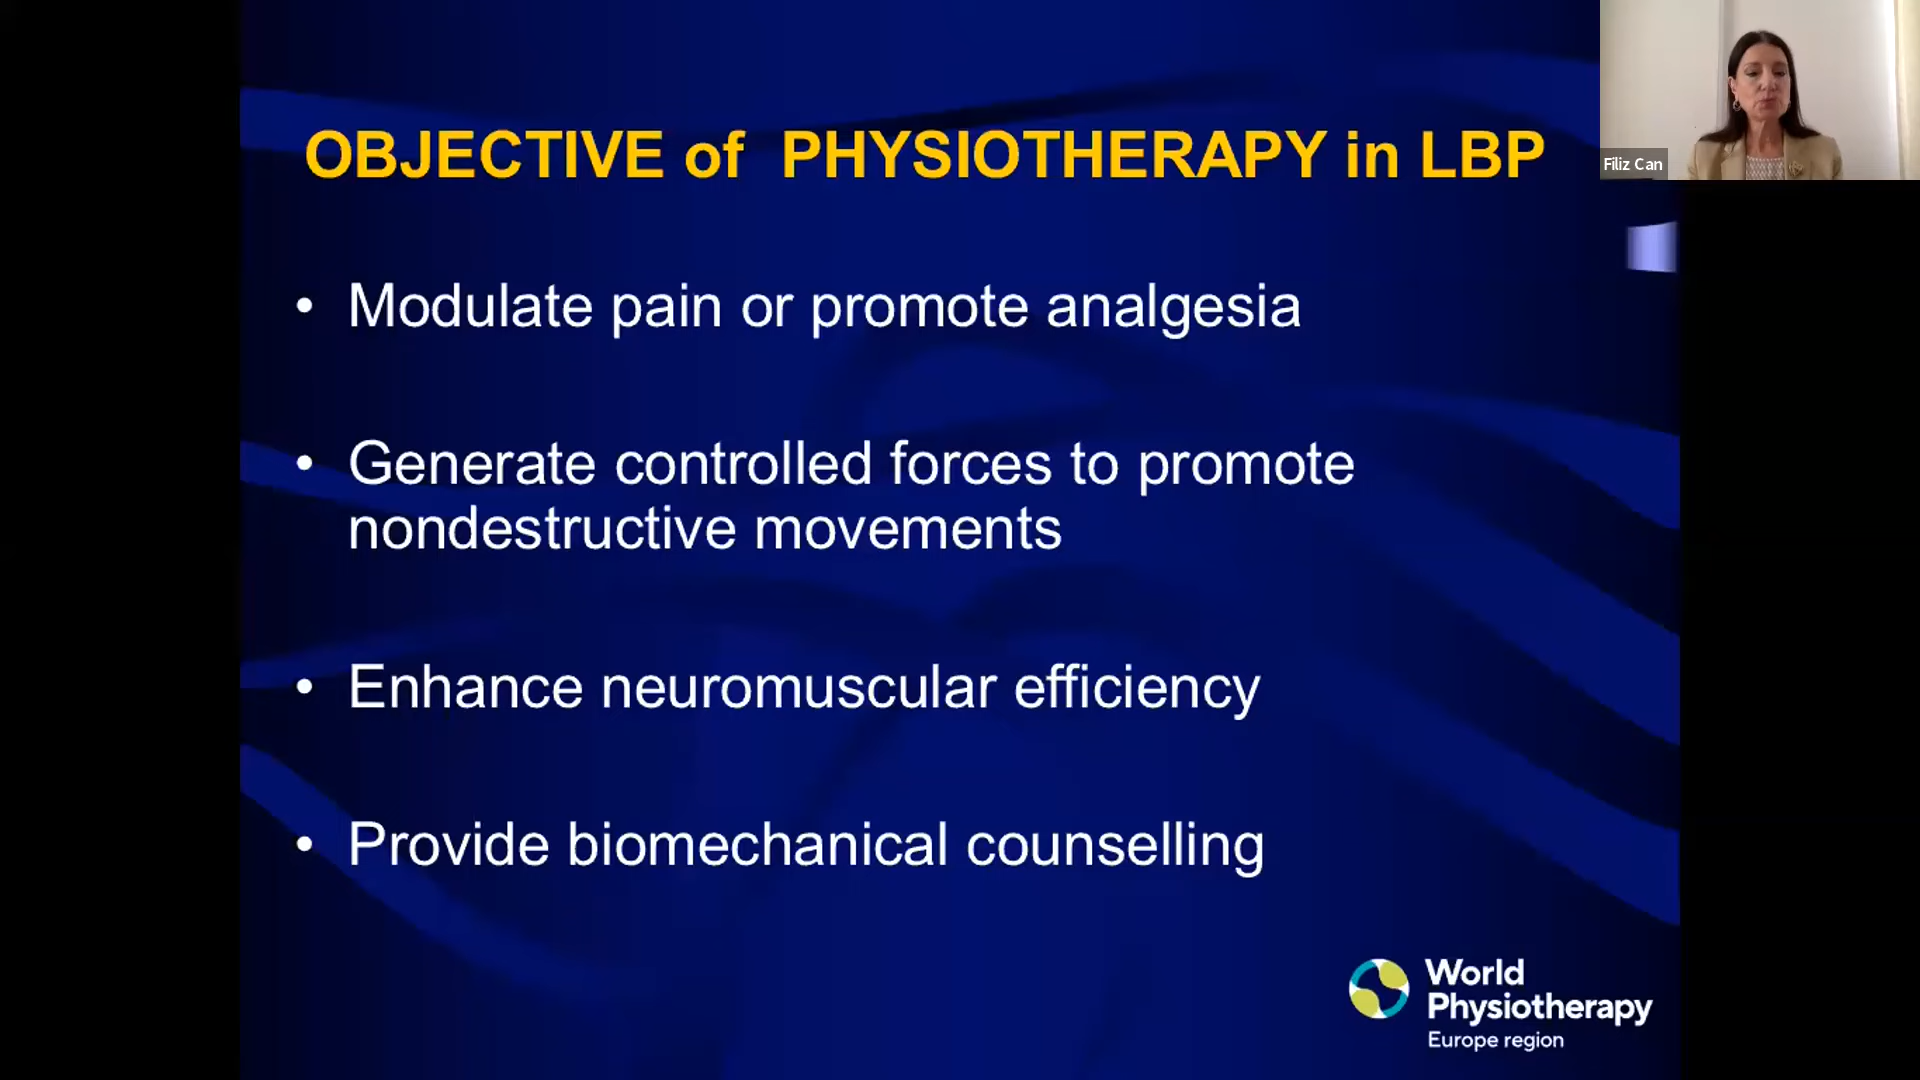 OBJECTIVE of PHYSIOTHERAPY in LBP
Filiz Can
• Modulate pain or promote analgesia
• Generate controlled forces to promote
nondestructive movements
• Enhance neuromuscular efficiency
• Provide biomechanical counselling
World
Physiotherapy
Europe region